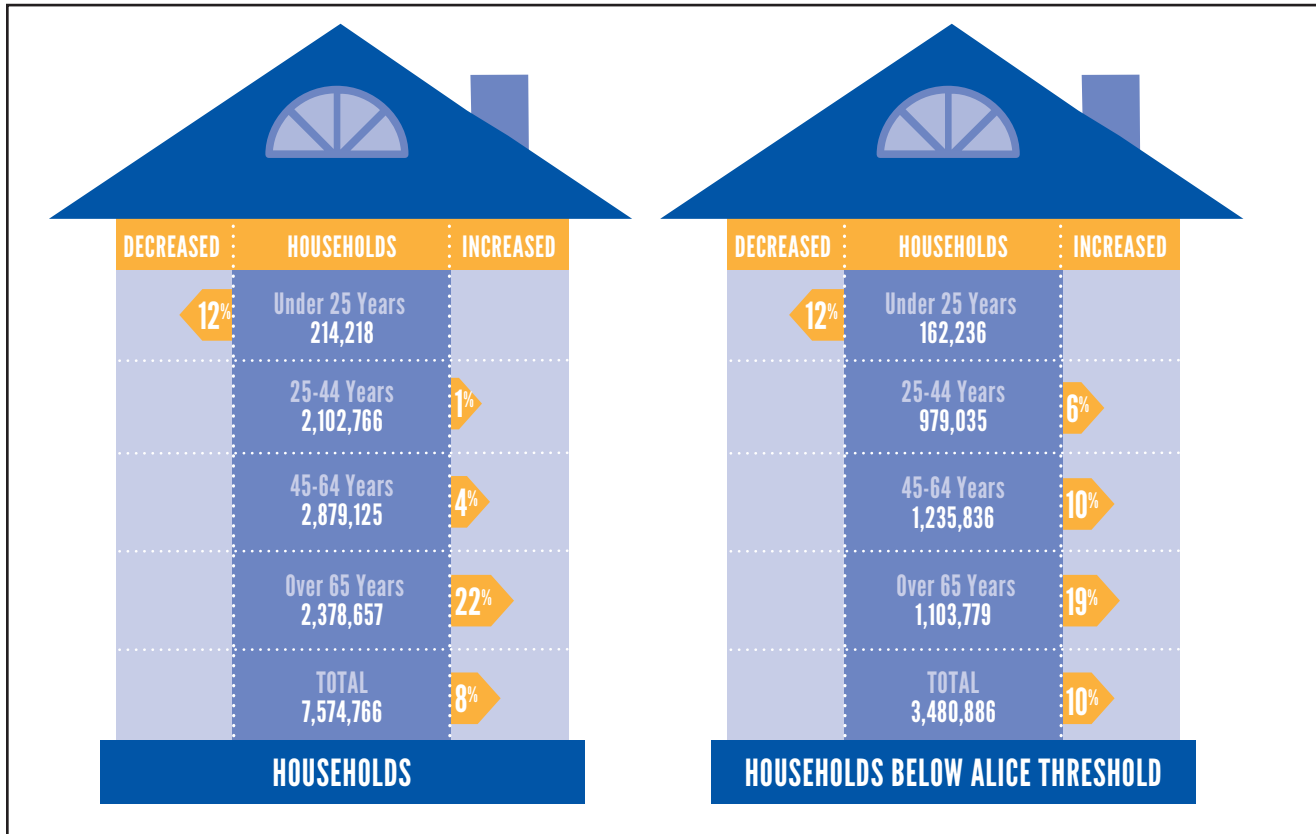 DECREASED HOUSEHOLDS INCREASED
12% Under 25 Years
214,218
25-44 Years
2,102,766 1%
45-64 Years
2,879,125 4%
Over 65 Years
2,378,657 22%
TOTAL
7,574,766 8%
HOUSEHOLDS
DECREASED HOUSEHOLDS INCREASED
12% Under 25 Years
162,236
25-44 Years
979,035 6%
45-64 Years
1,235,836 10%
Over 65 Years
1,103,779 19%
TOTAL
3,480,886 10%
HOUSEHOLDS BELOW ALICE THRESHOLD